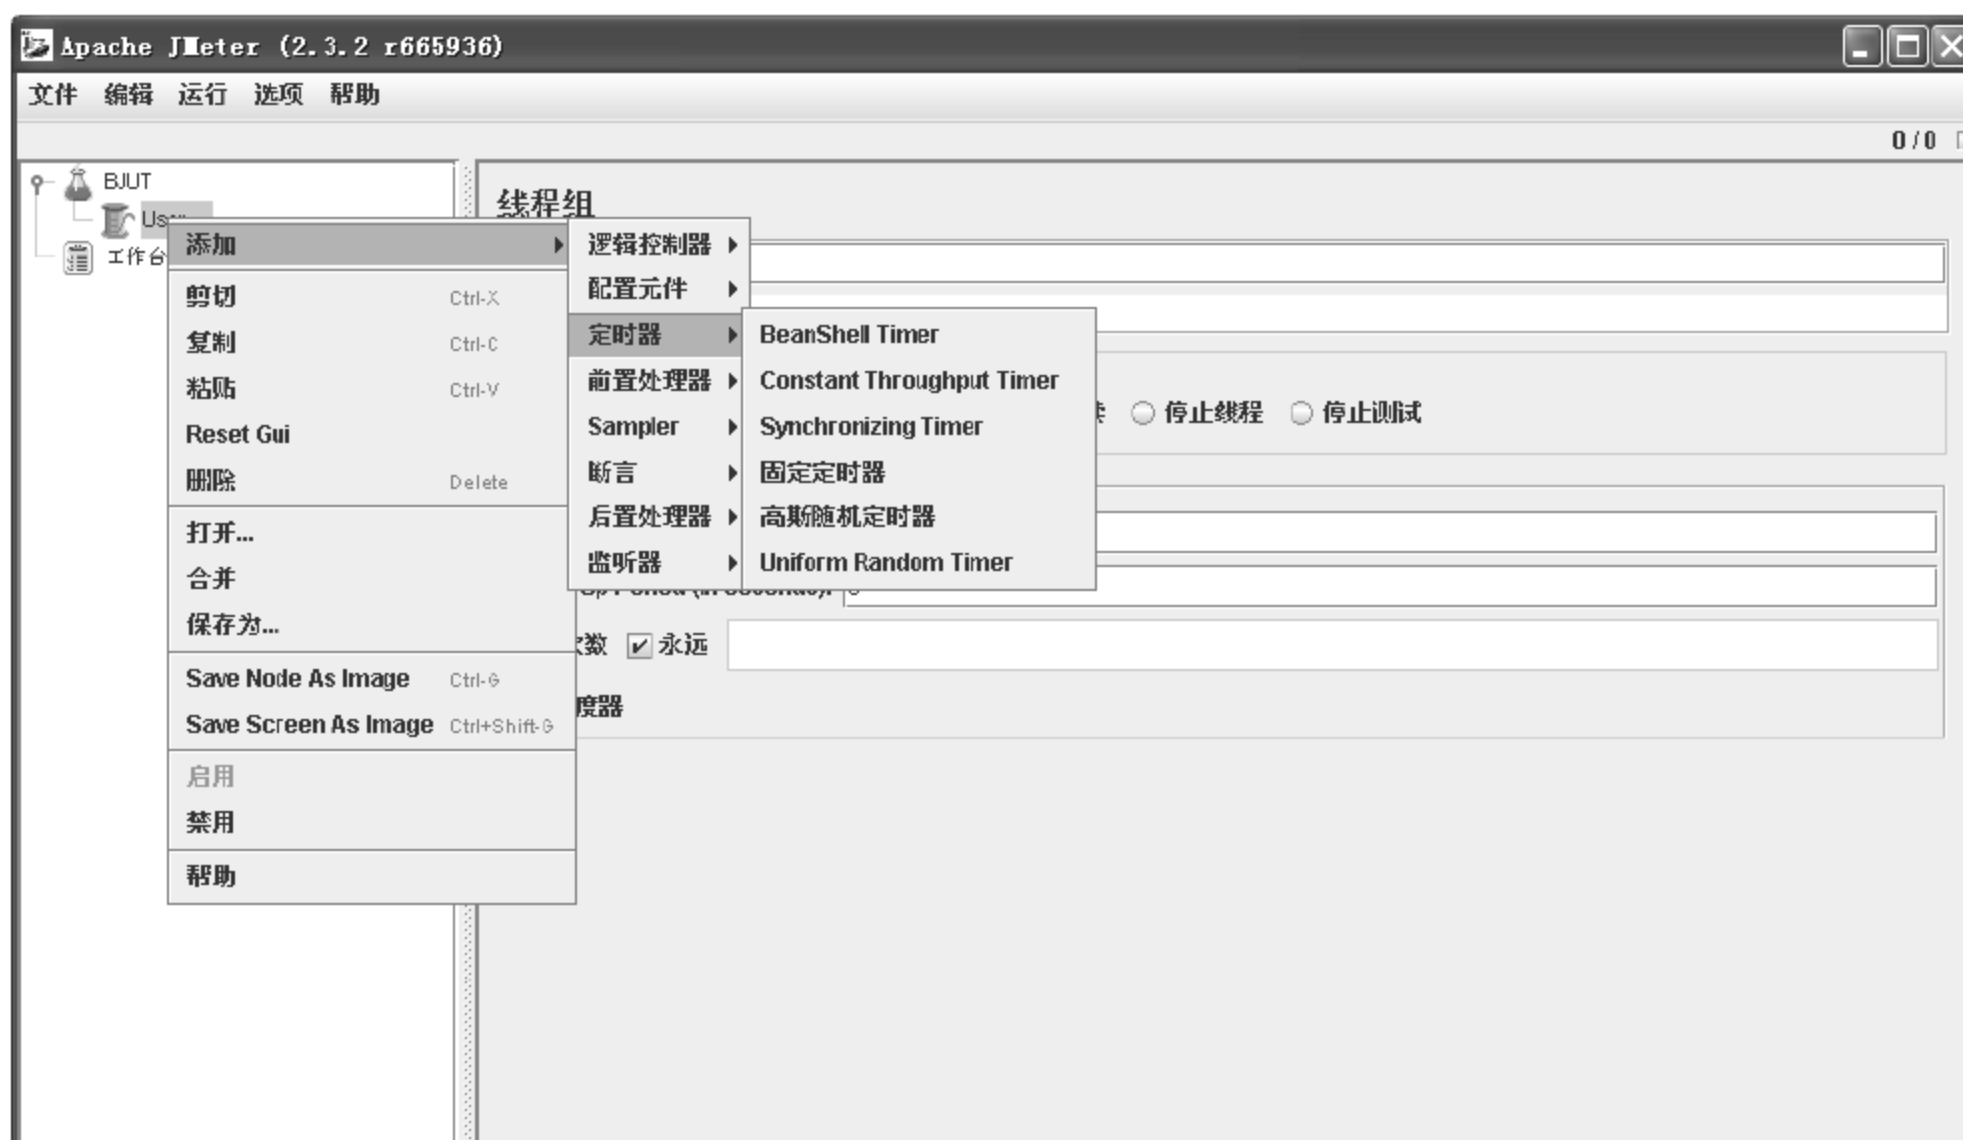 Apache JMeter (2.3.2 r665936)
文件 编辑 运行 选项 帮助
0 / 0
BJUT
工作台
线程组
添加
剪切 Ctrl-X
复制 Ctrl-C
粘贴 Ctrl-V
Reset Gui
删除 Delete
打开...
合并
保存为...
Save Node As Image Ctrl-G
Save Screen As Image Ctrl+Shift-G
启用
禁用
帮助
逻辑控制器
配置元件
定时器
前置处理器
Sampler
断言
后置处理器
监听器
BeanShell Timer
Constant Throughput Timer
Synchronizing Timer
固定定时器
高斯随机定时器
Uniform Random Timer
停止线程 停止测试
数 永远
度器